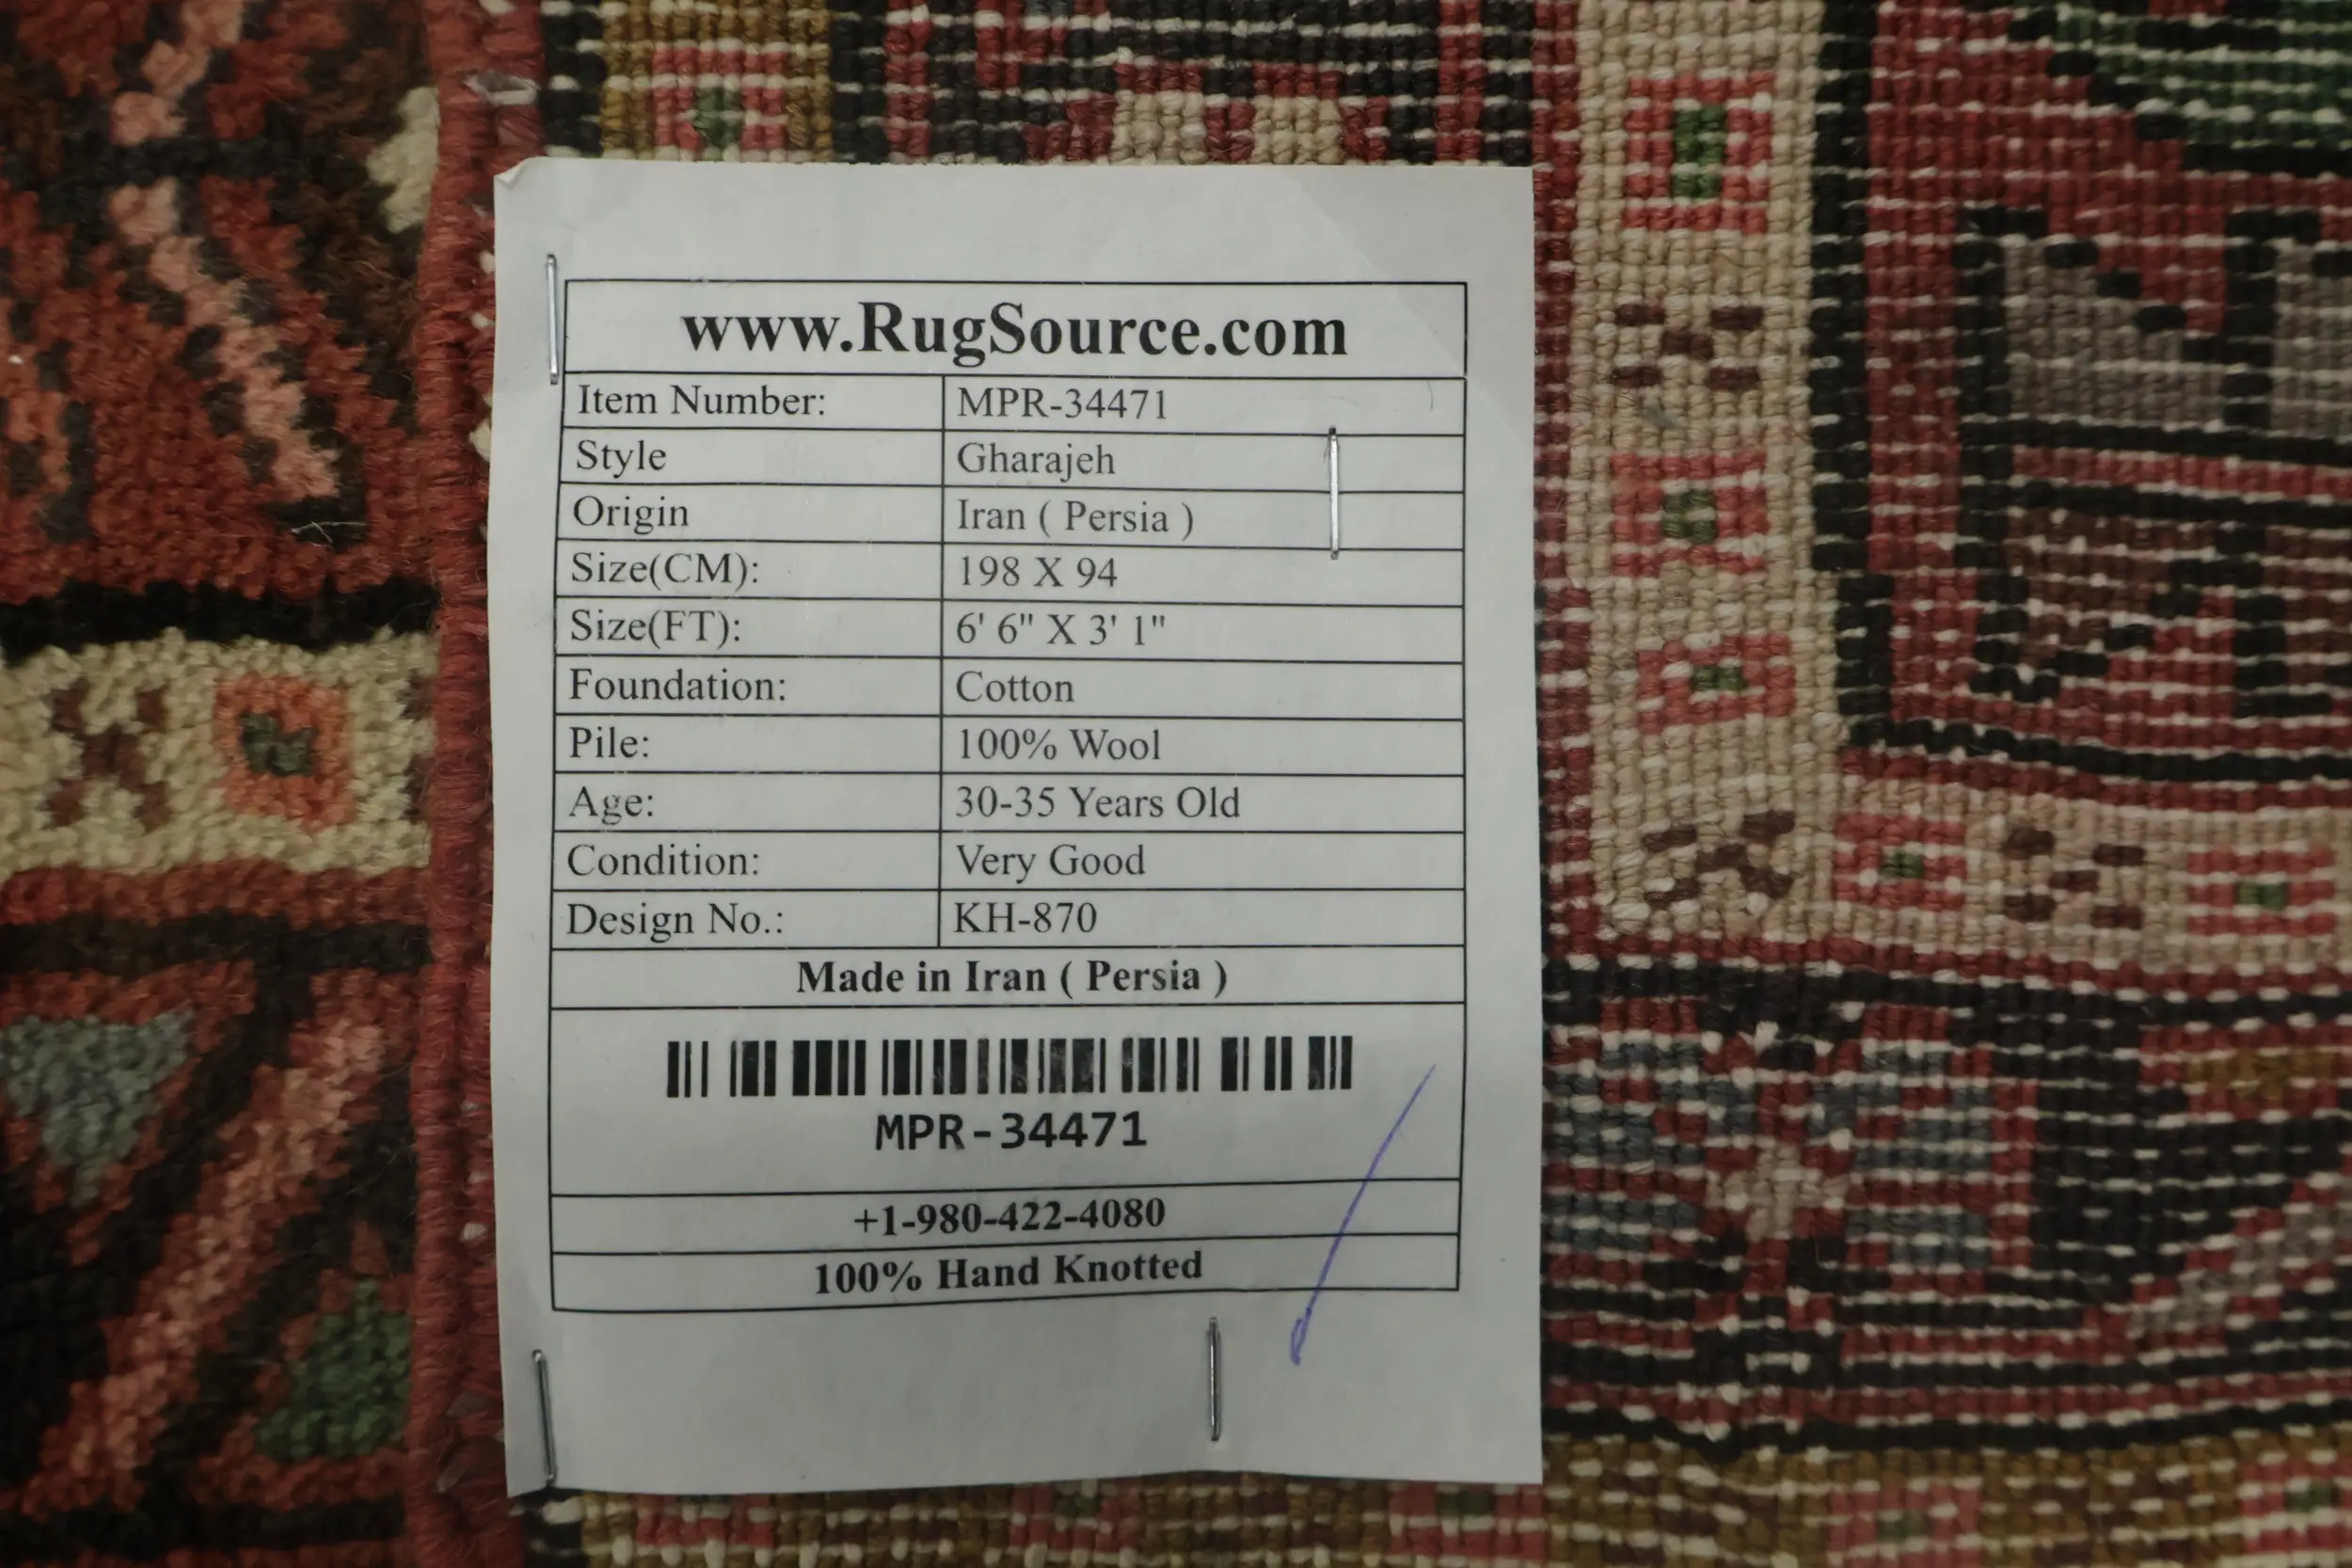 www.RugSource.com
Item Number: MPR-34471
Style Gharajeh
Origin Iran ( Persia )
Size(CM): 198 X 94
Size(FT): 6' 6" X 3' 1"
Foundation: Cotton
Pile: 100% Wool
Age: 30-35 Years Old
Condition: Very Good
Design No.: KH-870
Made in Iran ( Persia )
MPR-34471
+1-980-422-4080
100% Hand Knotted